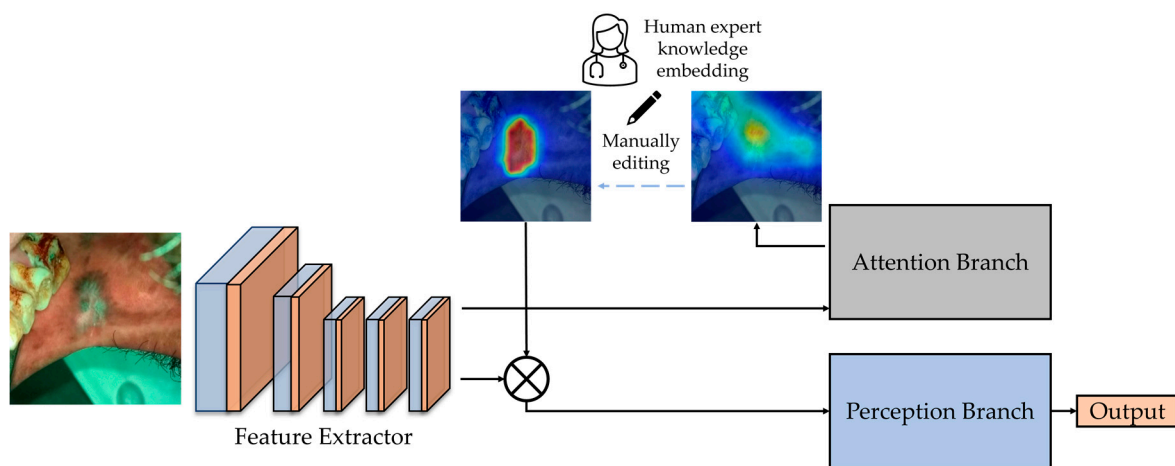 Human expert
knowledge
embedding
Manually
editing
Attention Branch
Perception Branch
Output
Feature Extractor